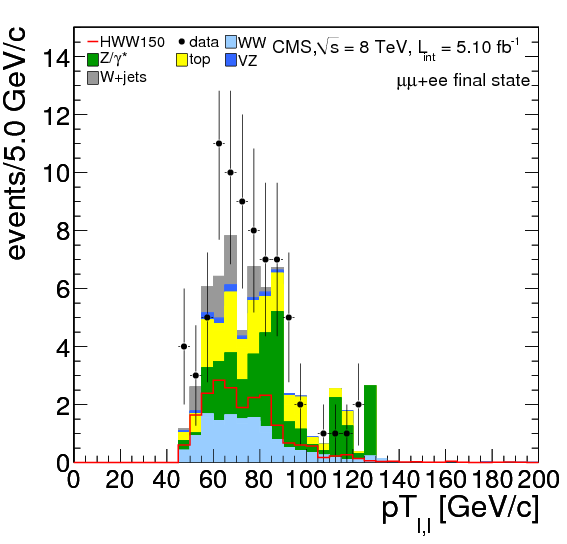 HWW150 data WW CMS,√s = 8 TeV, L_int = 5.10 fb⁻¹
Z/γ* top VZ
W+jets μμ+ee final state
events/5.0 GeV/c
14
12
10
8
6
4
2
0
0 20 40 60 80 100 120 140 160 180 200
pT_l,l [GeV/c]